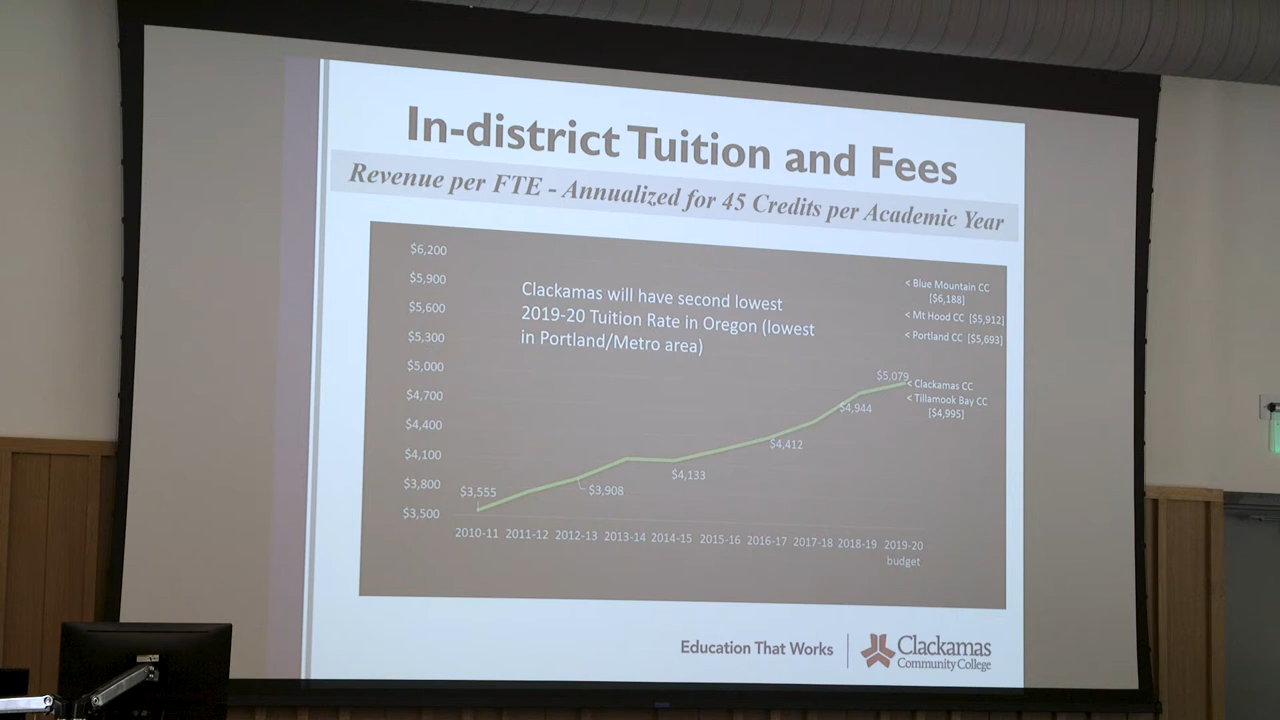 In-district Tuition and Fees
Revenue per FTE - Annualized for 45 Credits per Academic Year
$6,200
$5,900
$5,600
$5,300
$5,000
$4,700
$4,400
$4,100
$3,800
$3,500
Clackamas will have second lowest
2019-20 Tuition Rate in Oregon (lowest
in Portland/Metro area)
< Blue Mountain CC
[$6,188]
< Mt Hood CC [$5,912]
< Portland CC [$5,693]
$5,079
< Clackamas CC
< Tillamook Bay CC
[$4,995]
$4,944
$4,412
$4,133
$3,908
$3,555
2010-11 2011-12 2012-13 2013-14 2014-15 2015-16 2016-17 2017-18 2018-19 2019-20
budget
Education That Works
Clackamas
Community College